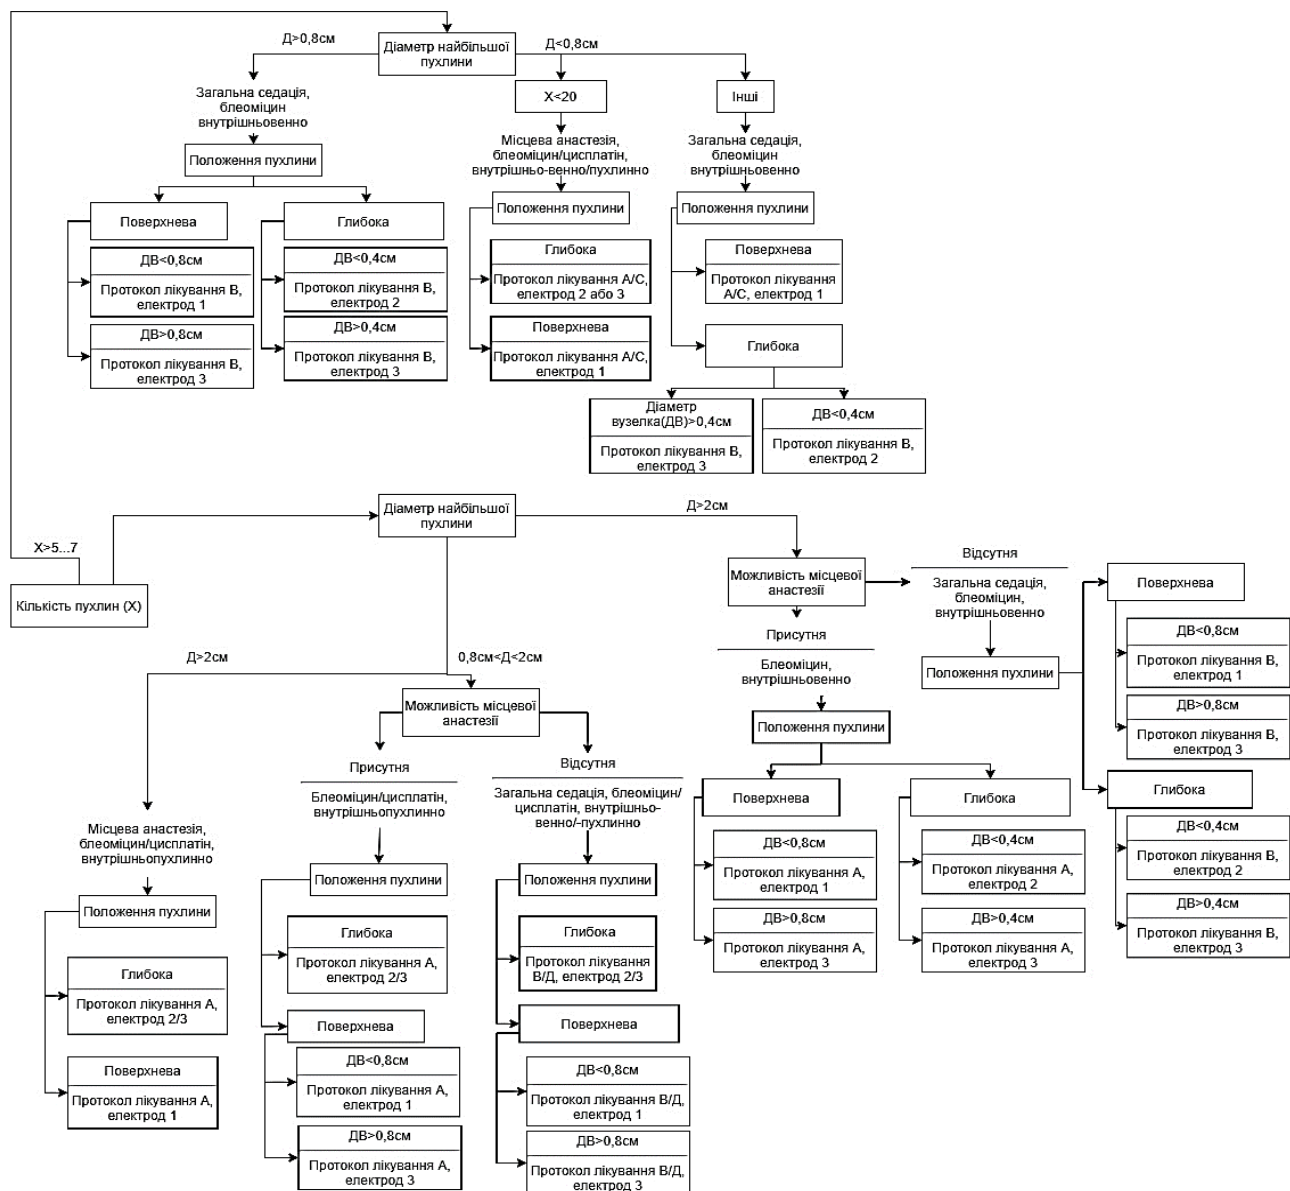 Д>0,8см
Діаметр найбільшої
пухлини
Д<0,8см
Загальна седація,
блеоміцин
внутрішньовенно
Х<20
Інші
Місцева анастезія,
блеоміцин/цисплатін,
внутрішньо-венно/пухлинно
Загальна седація,
блеоміцин
внутрішньовенно
Положення пухлини
Положення пухлини
Положення пухлини
Поверхнева
Глибока
ДВ<0,8см
Протокол лікування В,
електрод 1
ДВ>0,8см
Протокол лікування В,
електрод 3
ДВ<0,4см
Протокол лікування В,
електрод 2
ДВ>0,4см
Протокол лікування В,
електрод 3
Глибока
Протокол лікування А/С,
електрод 2 або 3
Поверхнева
Протокол лікування А/С,
електрод 1
Поверхнева
Протокол лікування
А/С, електрод 1
Глибока
Діаметр
вузелка(ДВ)>0,4см
Протокол лікування В,
електрод 3
ДВ<0,4см
Протокол лікування В,
електрод 2
Діаметр найбільшої
пухлини
Д>2см
Х>5...7
Кількість пухлин (Х)
Можливість місцевої
анастезії
Відсутня
Загальна седація,
блеоміцин,
внутрішньовенно
Поверхнева
Присутня
Блеоміцин,
внутрішньовенно
Положення пухлини
ДВ<0,8см
Протокол лікування В,
електрод 1
ДВ>0,8см
Протокол лікування В,
електрод 3
Глибока
ДВ<0,4см
Протокол лікування В,
електрод 2
ДВ>0,4см
Протокол лікування В,
електрод 3
Положення пухлини
Поверхнева
Глибока
ДВ<0,8см
Протокол лікування А,
електрод 1
ДВ>0,8см
Протокол лікування А,
електрод 3
ДВ<0,4см
Протокол лікування А,
електрод 2
ДВ>0,4см
Протокол лікування А,
електрод 3
Д>2см
0,8см<Д<2см
Можливість місцевої
анастезії
Присутня
Блеоміцин/цисплатін,
внутрішньопухлинно
Відсутня
Загальна седація, блеоміцин/
цисплатін, внутрішньо-
венно/-пухлинно
Місцева анастезія,
блеоміцин/цисплатін,
внутрішньопухлинно
Положення пухлини
Глибока
Протокол лікування А,
електрод 2/3
Поверхнева
Протокол лікування А,
електрод 1
Положення пухлини
Глибока
Протокол лікування А,
електрод 2/3
Поверхнева
ДВ<0,8см
Протокол лікування А,
електрод 1
ДВ>0,8см
Протокол лікування А,
електрод 3
Положення пухлини
Глибока
Протокол лікування
В/Д, електрод 2/3
Поверхнева
ДВ<0,8см
Протокол лікування В/Д,
електрод 1
ДВ>0,8см
Протокол лікування В/Д,
електрод 3